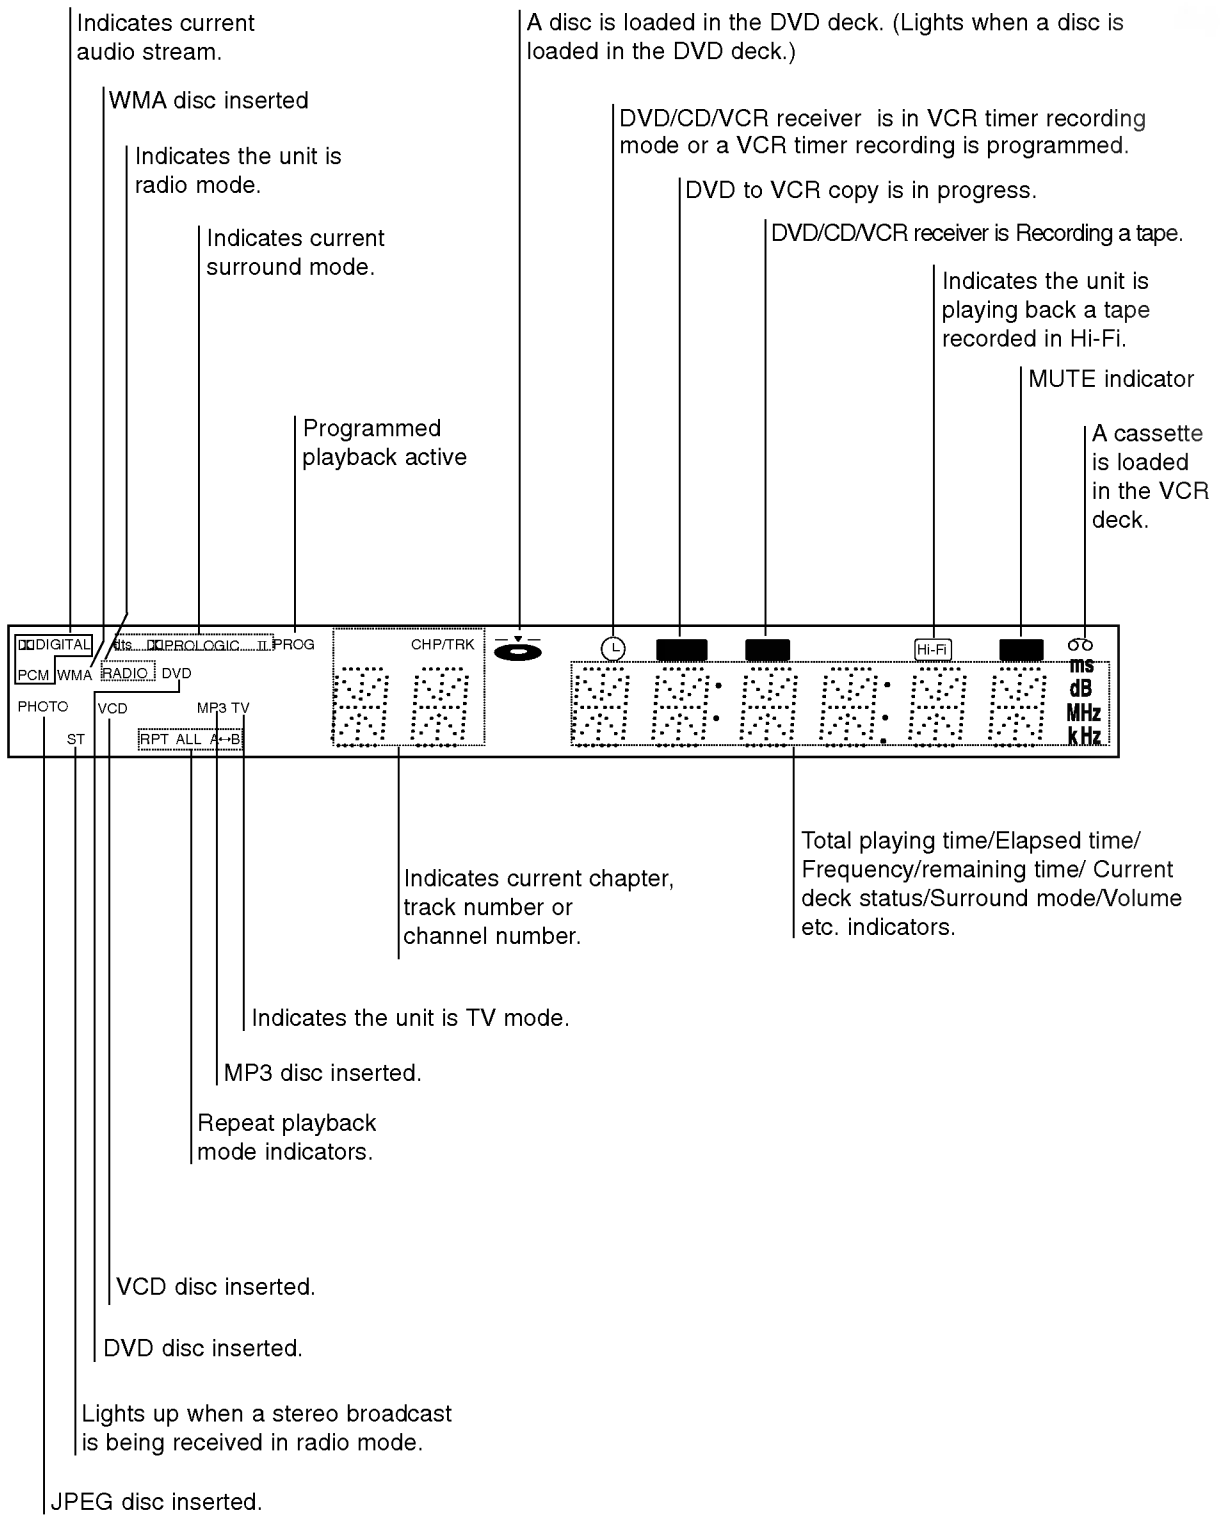 Indicates current
audio stream.
A disc is loaded in the DVD deck. (Lights when a disc is
loaded in the DVD deck.)
WMA disc inserted
DVD/CD/VCR receiver is in VCR timer recording
mode or a VCR timer recording is programmed.
Indicates the unit is
radio mode.
DVD to VCR copy is in progress.
Indicates current
surround mode.
DVD/CD/VCR receiver is Recording a tape.
Indicates the unit is
playing back a tape
recorded in Hi-Fi.
MUTE indicator
Programmed
playback active
A cassette
is loaded
in the VCR
deck.
DIGITAL dts PROLOGIC II PROG CHP/TRK Hi-Fi
PCM WMA RADIO DVD ms
dB
PHOTO VCD MP3 TV MHz
ST RPT ALL A↔B kHz
Total playing time/Elapsed time/
Frequency/remaining time/ Current
deck status/Surround mode/Volume
etc. indicators.
Indicates current chapter,
track number or
channel number.
Indicates the unit is TV mode.
MP3 disc inserted.
Repeat playback
mode indicators.
VCD disc inserted.
DVD disc inserted.
Lights up when a stereo broadcast
is being received in radio mode.
JPEG disc inserted.